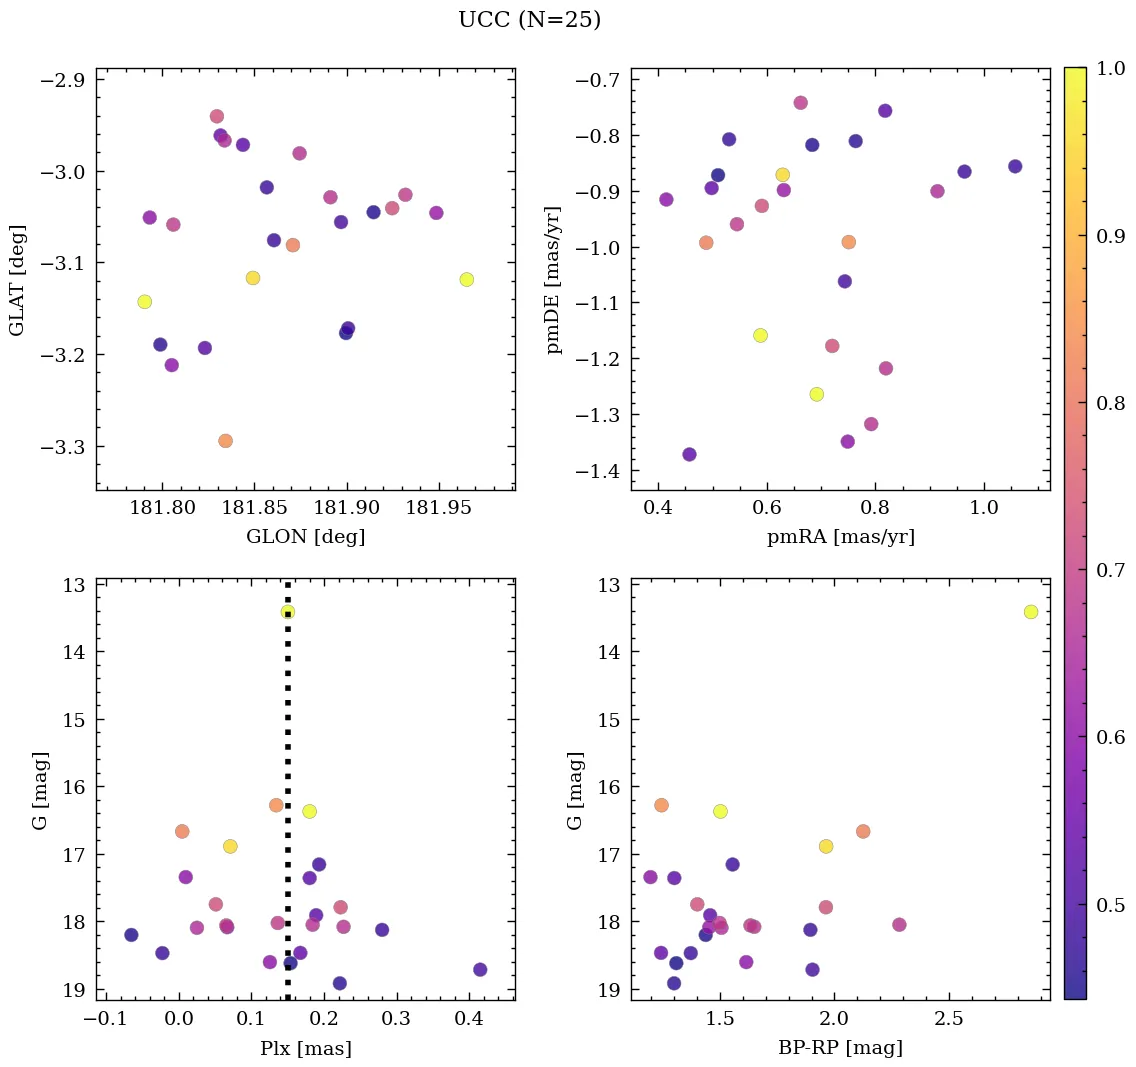 UCC (N=25)
−2.9
−3.0
−3.1
−3.2
−3.3
GLAT [deg]
181.80 181.85 181.90 181.95
GLON [deg]
−0.7
−0.8
−0.9
−1.0
−1.1
−1.2
−1.3
−1.4
pmDE [mas/yr]
0.4 0.6 0.8 1.0
pmRA [mas/yr]
1.0
0.9
0.8
0.7
0.6
0.5
13
14
15
16
17
18
19
G [mag]
−0.1 0.0 0.1 0.2 0.3 0.4
Plx [mas]
13
14
15
16
17
18
19
G [mag]
1.5 2.0 2.5
BP-RP [mag]